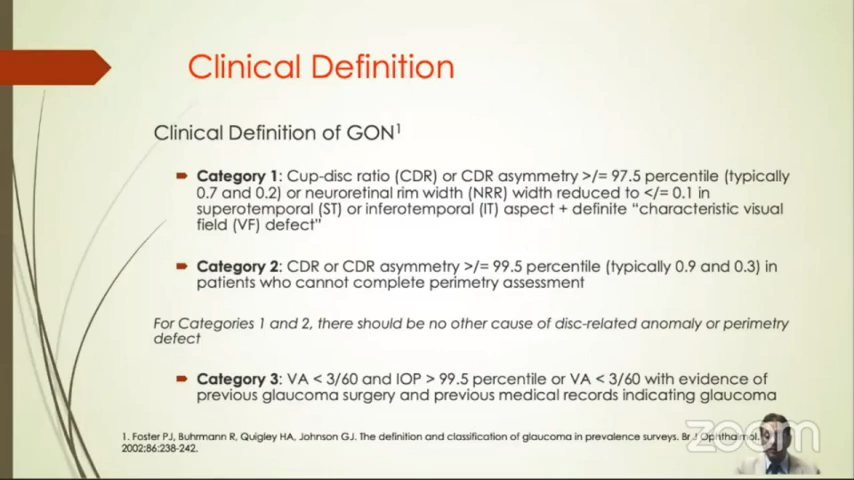 Clinical Definition
Clinical Definition of GON1
Category 1: Cup-disc ratio (CDR) or CDR asymmetry >/= 97.5 percentile (typically
0.7 and 0.2) or neuroretinal rim width (NRR) width reduced to </= 0.1 in
superotemporal (ST) or inferotemporal (IT) aspect + definite “characteristic visual
field (VF) defect”
Category 2: CDR or CDR asymmetry >/= 99.5 percentile (typically 0.9 and 0.3) in
patients who cannot complete perimetry assessment
For Categories 1 and 2, there should be no other cause of disc-related anomaly or perimetry
defect
Category 3: VA < 3/60 and IOP > 99.5 percentile or VA < 3/60 with evidence of
previous glaucoma surgery and previous medical records indicating glaucoma
1. Foster PJ, Buhrmann R, Quigley HA, Johnson GJ. The definition and classification of glaucoma in prevalence surveys. Br J Ophthalmol.
2002;86:238-242.
zoom